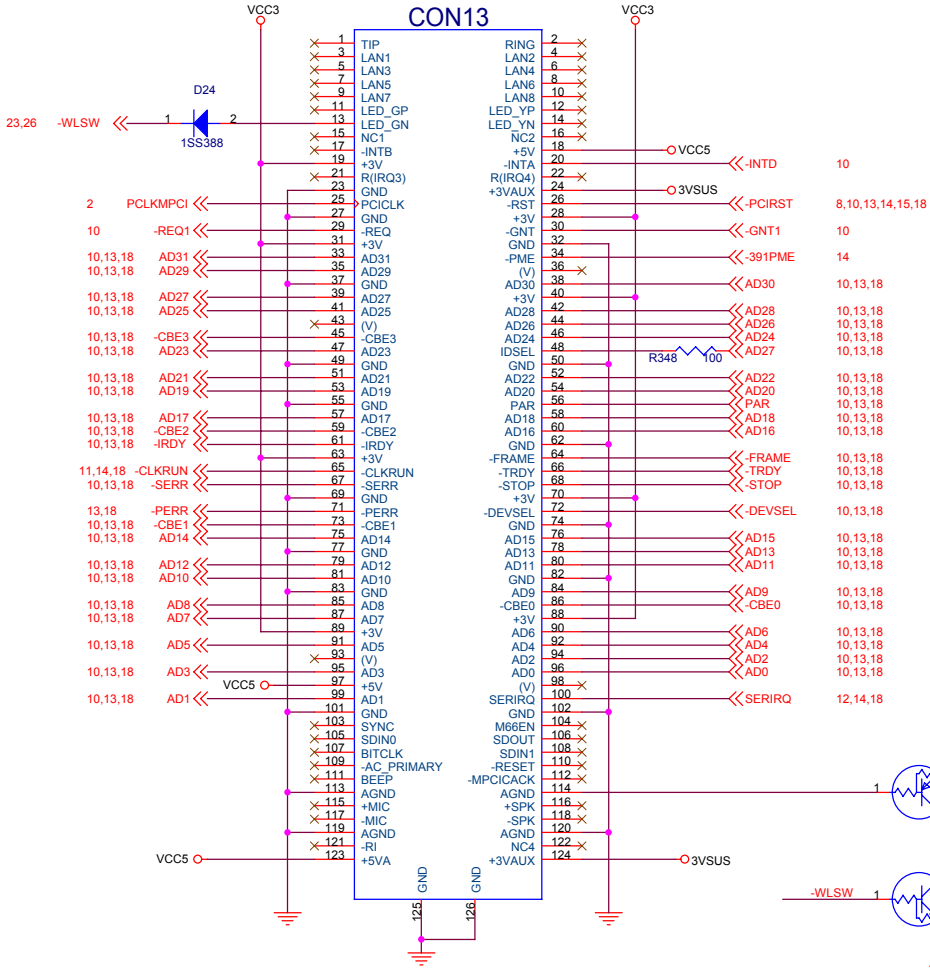 VCC3 CON13 VCC3
1 TIP RING 2
3 LAN1 LAN2 4
5 LAN3 LAN4 6
7 LAN5 LAN6 8
D24
9 LAN7 LAN8 10
11 LED_GP LED_YP 12
23,26 -WLSW 1 2 13 LED_GN LED_YN 14
1SS388
15 NC1 NC2 16
17 -INTB +5V 18 VCC5
19 +3V -INTA 20 -INTD 10
21 R(IRQ3) R(IRQ4) 22
23 GND +3VAUX 24 3VSUS
2 PCLKMPCI 25 PCICLK -RST 26 -PCIRST 8,10,13,14,15,18
27 GND +3V 28
10 -REQ1 29 -REQ -GNT 30 -GNT1 10
31 +3V GND 32
10,13,18 AD31 33 AD31 -PME 34 -391PME 14
10,13,18 AD29 35 AD29 (V) 36
37 GND AD30 38 AD30 10,13,18
10,13,18 AD27 39 AD27 +3V 40
10,13,18 AD25 41 AD25 AD28 42 AD28 10,13,18
43 (V) AD26 44 AD26 10,13,18
10,13,18 -CBE3 45 -CBE3 AD24 46 AD24 10,13,18
10,13,18 AD23 47 AD23 IDSEL 48 R348 100 AD27 10,13,18
49 GND GND 50
10,13,18 AD21 51 AD21 AD22 52 AD22 10,13,18
10,13,18 AD19 53 AD19 AD20 54 AD20 10,13,18
55 GND PAR 56 PAR 10,13,18
10,13,18 AD17 57 AD17 AD18 58 AD18 10,13,18
10,13,18 -CBE2 59 -CBE2 AD16 60 AD16 10,13,18
10,13,18 -IRDY 61 -IRDY GND 62
63 +3V -FRAME 64 -FRAME 10,13,18
11,14,18 -CLKRUN 65 -CLKRUN -TRDY 66 -TRDY 10,13,18
10,13,18 -SERR 67 -SERR -STOP 68 -STOP 10,13,18
69 GND +3V 70
13,18 -PERR 71 -PERR -DEVSEL 72 -DEVSEL 10,13,18
10,13,18 -CBE1 73 -CBE1 GND 74
10,13,18 AD14 75 AD14 AD15 76 AD15 10,13,18
77 GND AD13 78 AD13 10,13,18
10,13,18 AD12 79 AD12 AD11 80 AD11 10,13,18
10,13,18 AD10 81 AD10 GND 82
83 GND AD9 84 AD9 10,13,18
10,13,18 AD8 85 AD8 -CBE0 86 -CBE0 10,13,18
10,13,18 AD7 87 AD7 +3V 88
89 +3V AD6 90 AD6 10,13,18
10,13,18 AD5 91 AD5 AD4 92 AD4 10,13,18
93 (V) AD2 94 AD2 10,13,18
10,13,18 AD3 95 AD3 AD0 96 AD0 10,13,18
VCC5 97 +5V (V) 98
10,13,18 AD1 99 AD1 SERIRQ 100 SERIRQ 12,14,18
101 GND GND 102
103 SYNC M66EN 104
105 SDIN0 SDOUT 106
107 BITCLK SDIN1 108
109 -AC_PRIMARY -RESET 110
111 BEEP -MPCICACK 112
113 AGND AGND 114 1
115 +MIC +SPK 116
117 -MIC -SPK 118
119 AGND AGND 120
121 -RI NC4 122
VCC5 123 +5VA +3VAUX 124 3VSUS
GND GND
125 126
-WLSW 1